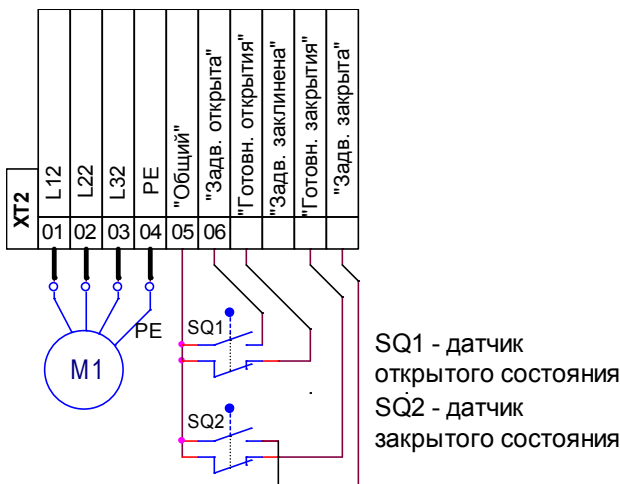 XT2
L12
L22
L32
PE
"Общий"
"Задв. открыта"
"Готовн. открытия"
"Задв. заклинена"
"Готовн. закрытия"
"Задв. закрыта"
01 02 03 04 05 06
PE
M1
SQ1
SQ2
SQ1 - датчик
открытого состояния
SQ2 - датчик
закрытого состояния